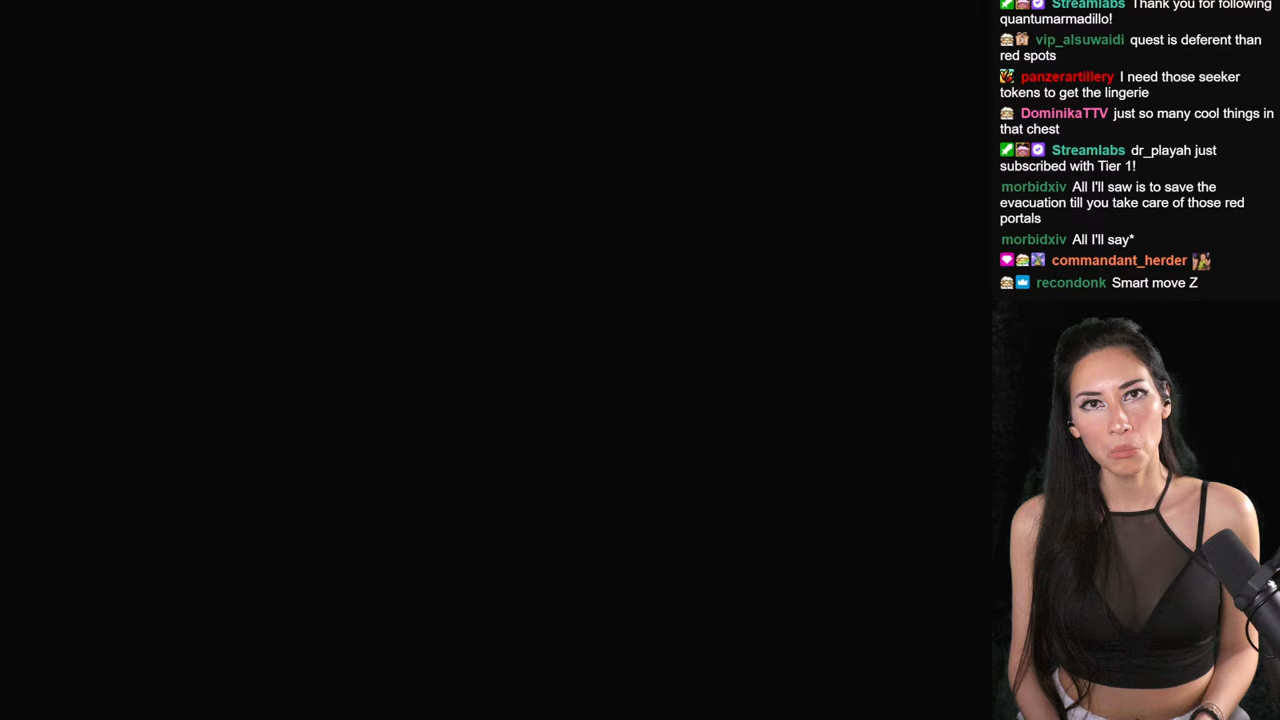 Streamlabs Thank you for following
quantumarmadillo!
vip_alsuwaidi quest is deferent than
red spots
panzerartillery I need those seeker
tokens to get the lingerie
DominikaTTV just so many cool things in
that chest
Streamlabs dr_playah just
subscribed with Tier 1!
morbidxiv All I'll saw is to save the
evacuation till you take care of those red
portals
morbidxiv All I'll say*
commandant_herder
recondonk Smart move Z